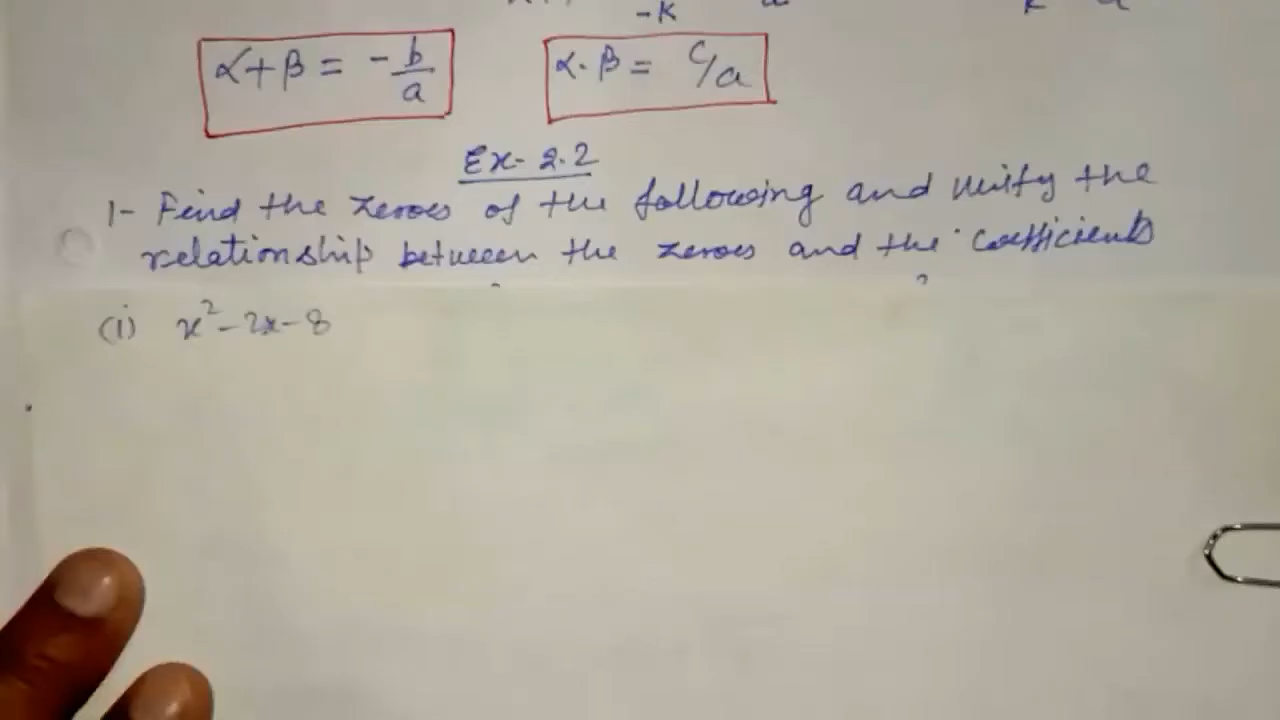 -K
α+β = -b/a
α.β = c/a
Ex- 2.2
1- Find the zeroes of the following and verify the
relationship between the zeroes and the coefficients
(i) x²-2x-8